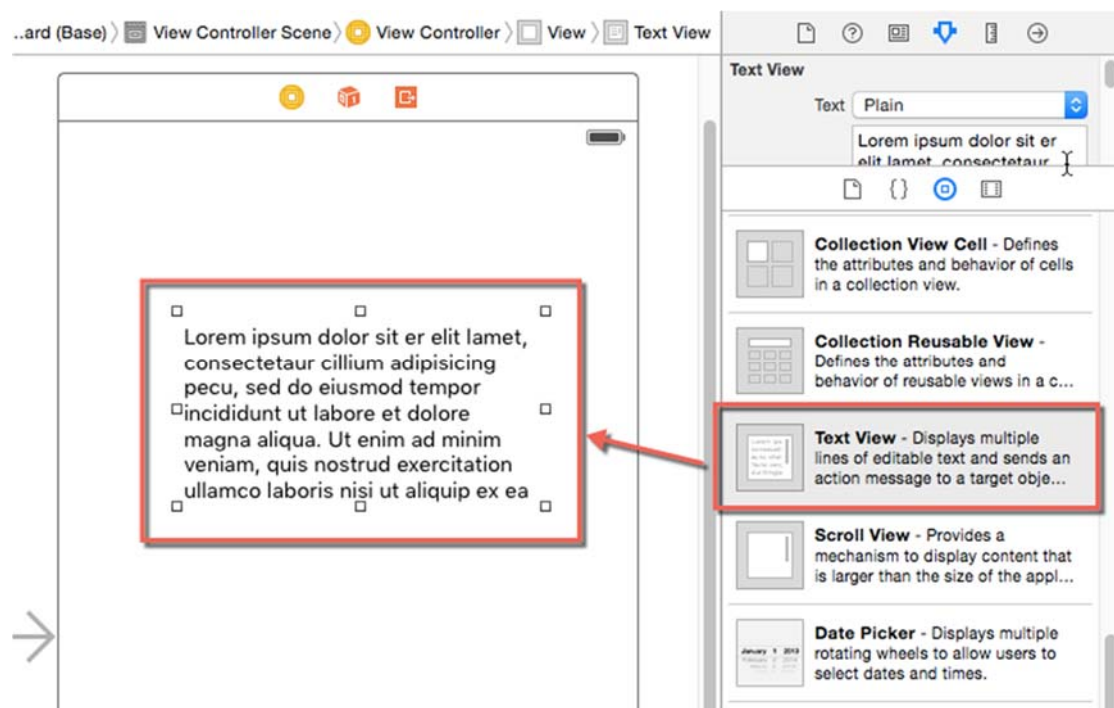 ..ard (Base) View Controller Scene View Controller View Text View
Text View
Text Plain
Lorem ipsum dolor sit er
elit lamet, consectetaur
Lorem ipsum dolor sit er elit lamet,
consectetaur cillium adipisicing
pecu, sed do eiusmod tempor
incididunt ut labore et dolore
magna aliqua. Ut enim ad minim
veniam, quis nostrud exercitation
ullamco laboris nisi ut aliquip ex ea
Collection View Cell - Defines
the attributes and behavior of cells
in a collection view.
Collection Reusable View -
Defines the attributes and
behavior of reusable views in a c...
Text View - Displays multiple
lines of editable text and sends an
action message to a target obje...
Scroll View - Provides a
mechanism to display content that
is larger than the size of the appl...
Date Picker - Displays multiple
rotating wheels to allow users to
select dates and times.